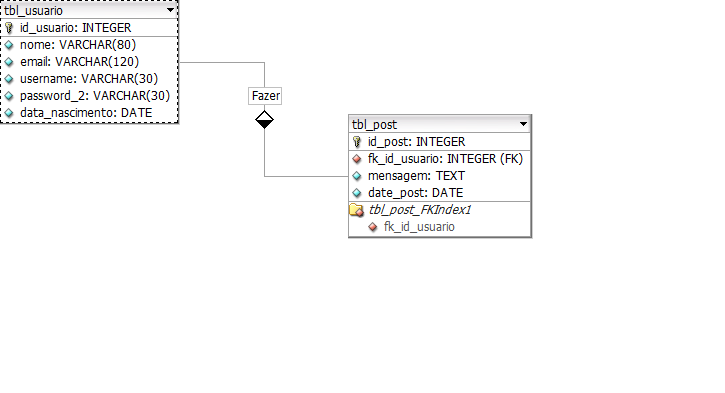 tbl_usuario
id_usuario: INTEGER
nome: VARCHAR(80)
email: VARCHAR(120)
username: VARCHAR(30)
password_2: VARCHAR(30)
data_nascimento: DATE
Fazer
tbl_post
id_post: INTEGER
fk_id_usuario: INTEGER (FK)
mensagem: TEXT
date_post: DATE
tbl_post_FKIndex1
fk_id_usuario